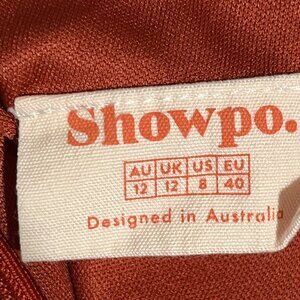 Showpo.
AU UK US EU
12 12 8 40
Designed in Australia